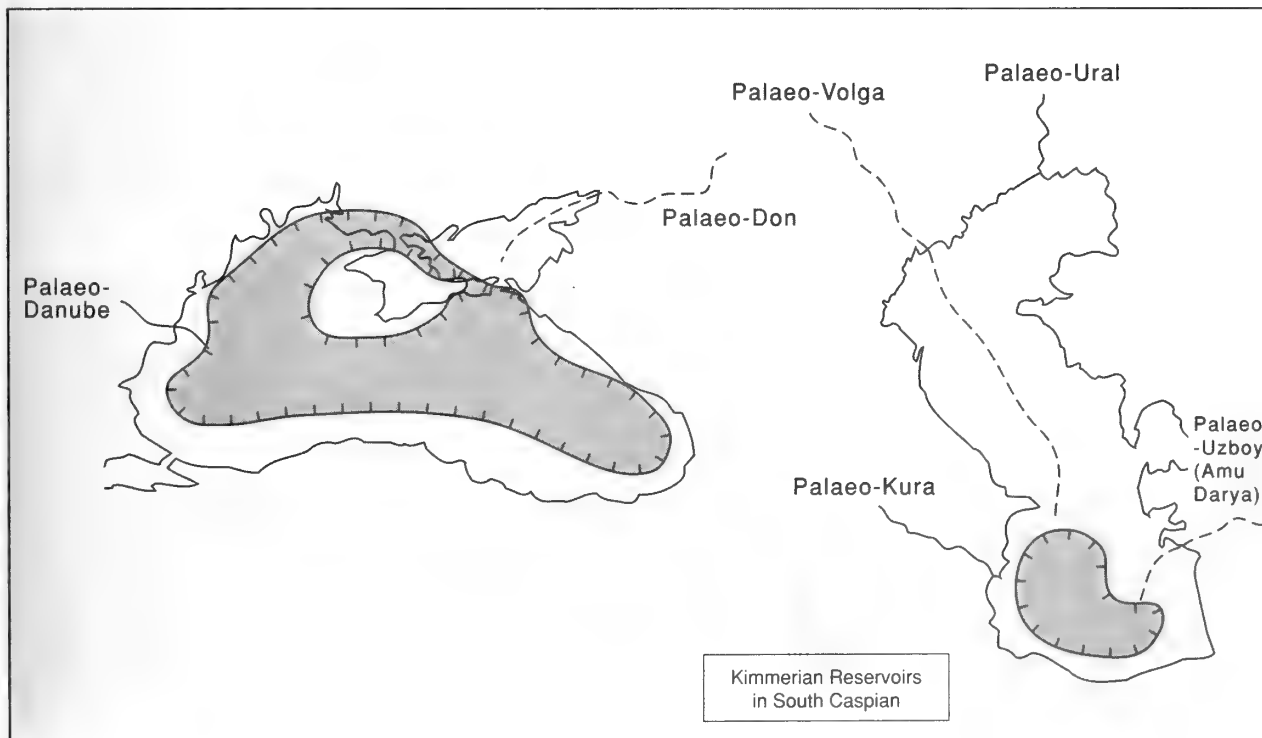 Palaeo-Ural
Palaeo-Volga
Palaeo-Don
Palaeo-
Danube
Palaeo
-Uzboy
(Amu
Darya)
Palaeo-Kura
Kimmerian Reservoirs
in South Caspian